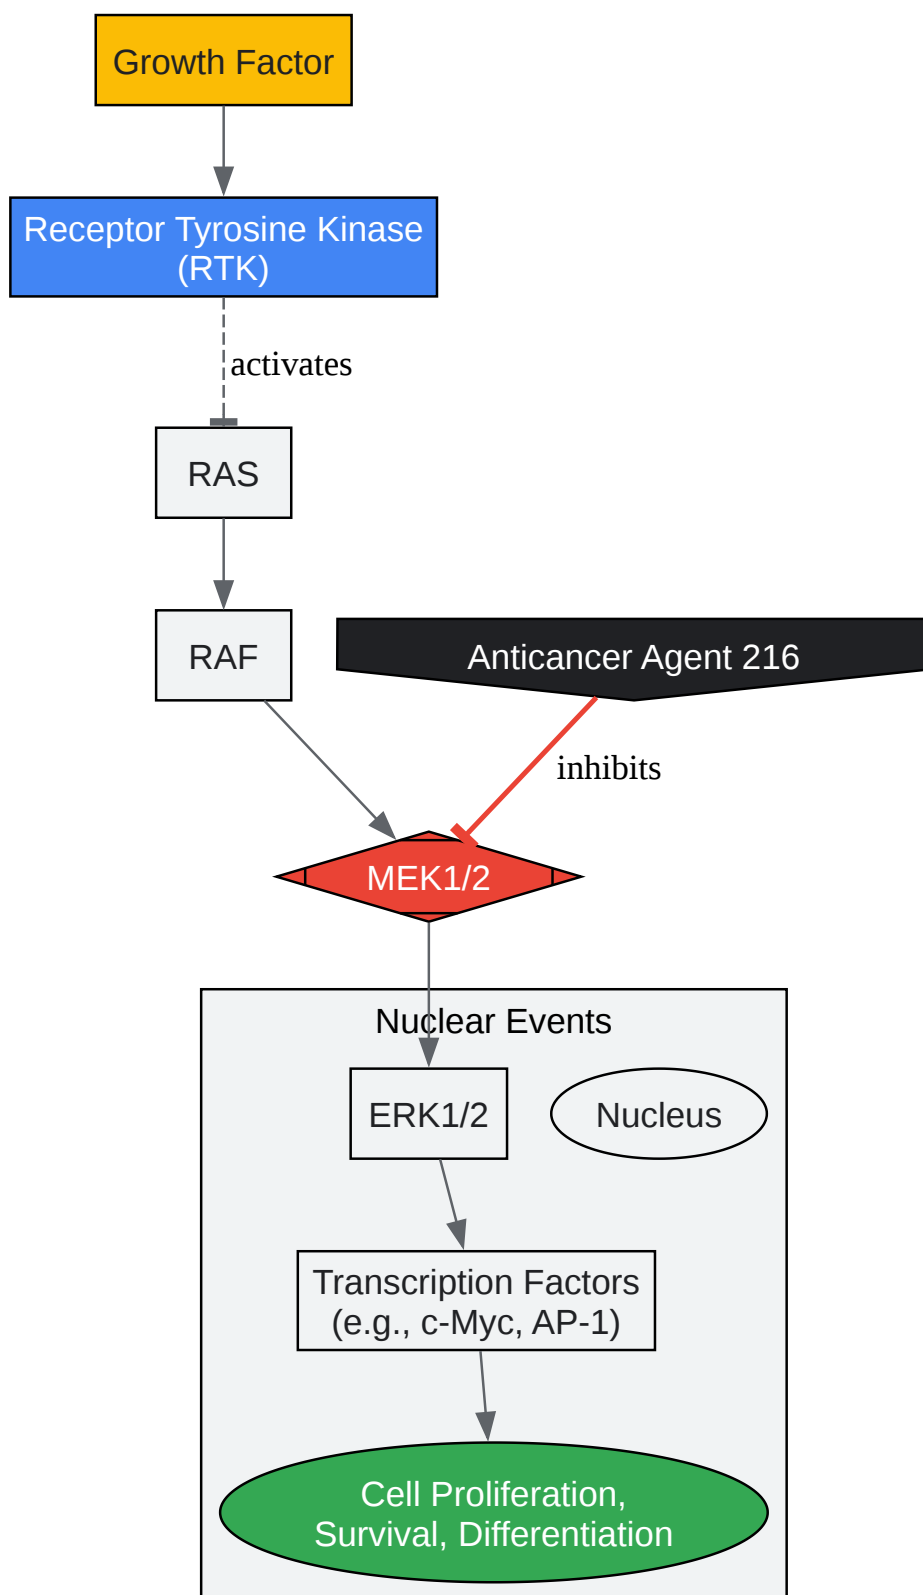 Growth Factor
Receptor Tyrosine Kinase
(RTK)
activates
RAS
RAF
Anticancer Agent 216
inhibits
MEK1/2
Nuclear Events
ERK1/2
Nucleus
Transcription Factors
(e.g., c-Myc, AP-1)
Cell Proliferation,
Survival, Differentiation